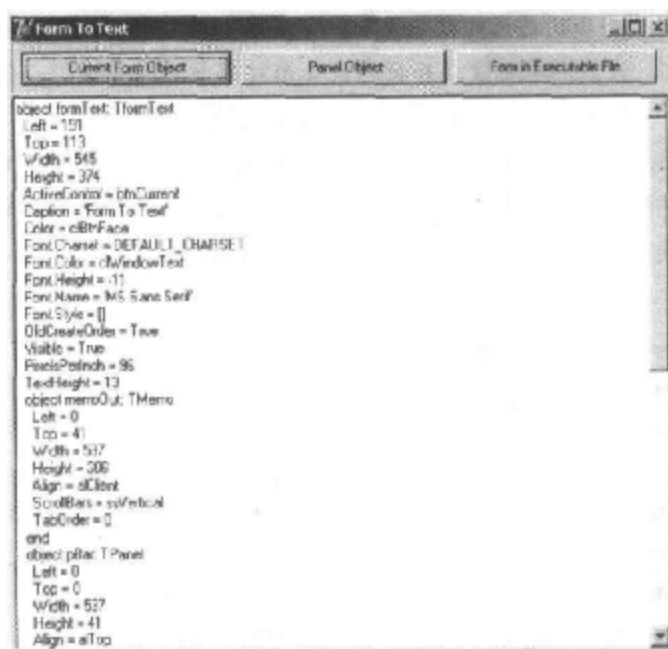 Form To Text
Current Form Object Panel Object Form in Executable File
object formText: TformText
Left = 191
Top = 113
Width = 545
Height = 374
ActiveControl = btnCurrent
Caption = 'Form To Text'
Color = clBtnFace
Font.Charset = DEFAULT_CHARSET
Font.Color = clWindowText
Font.Height = -11
Font.Name = 'MS Sans Serif'
Font.Style = []
OldCreateOrder = True
Visible = True
PixelsPerInch = 96
TextHeight = 13
object memoOut: TMemo
Left = 0
Top = 41
Width = 537
Height = 306
Align = alClient
ScrollBars = ssVertical
TabOrder = 0
end
object pBar: TPanel
Left = 0
Top = 0
Width = 537
Height = 41
Align = alTop